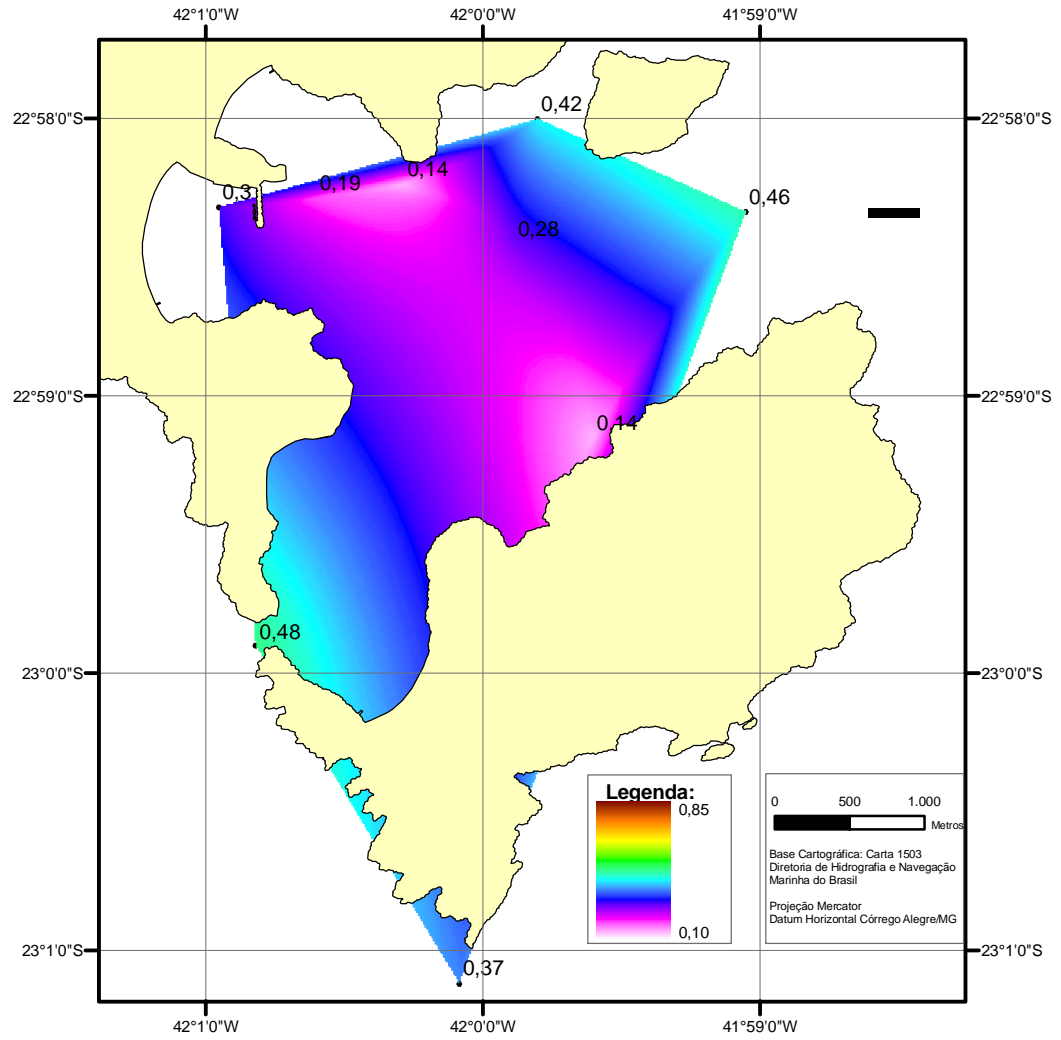 42°1'0"W
42°0'0"W
41°59'0"W
22°58'0"S
22°58'0"S
0,42
0,14
0,19
0,3
0,46
0,28
22°59'0"S
22°59'0"S
0,14
0,48
23°0'0"S
23°0'0"S
Legenda:
0,85
0,10
0 500 1.000
Metros
Base Cartográfica: Carta 1503
Diretoria de Hidrografia e Navegação
Marinha do Brasil
Projeção Mercator
Datum Horizontal Córrego Alegre/MG
23°1'0"S
23°1'0"S
0,37
42°1'0"W
42°0'0"W
41°59'0"W